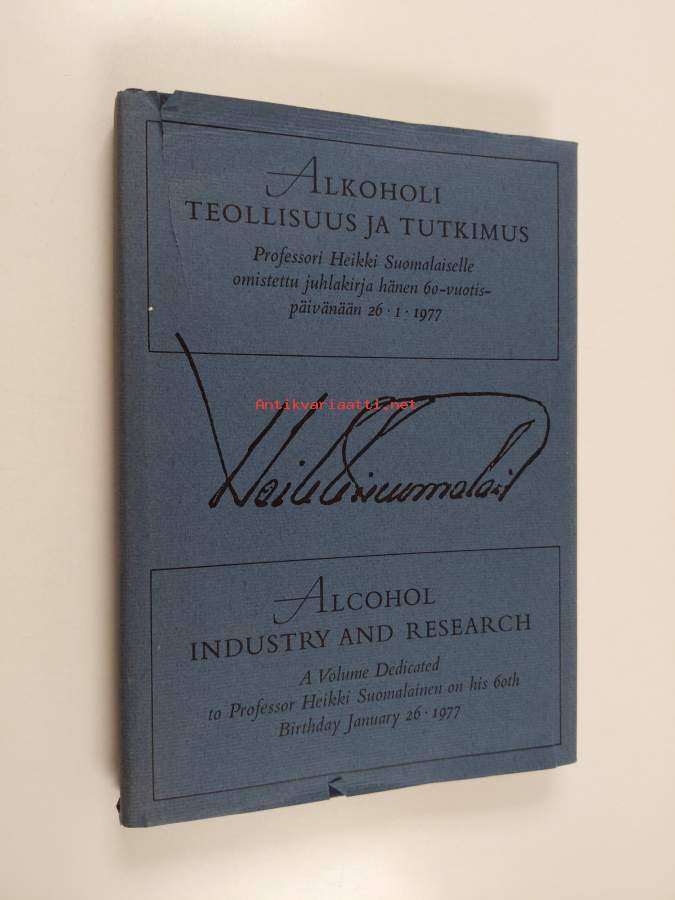 ALKOHOLI
TEOLLISUUS JA TUTKIMUS
Professori Heikki Suomalaiselle
omistettu juhlakirja hänen 60-vuotis-
päivänään 26 · 1 · 1977
Antikvariaatti.net
Heikki Suomalainen
ALCOHOL
INDUSTRY AND RESEARCH
A Volume Dedicated
to Professor Heikki Suomalainen on his 60th
Birthday January 26 · 1977